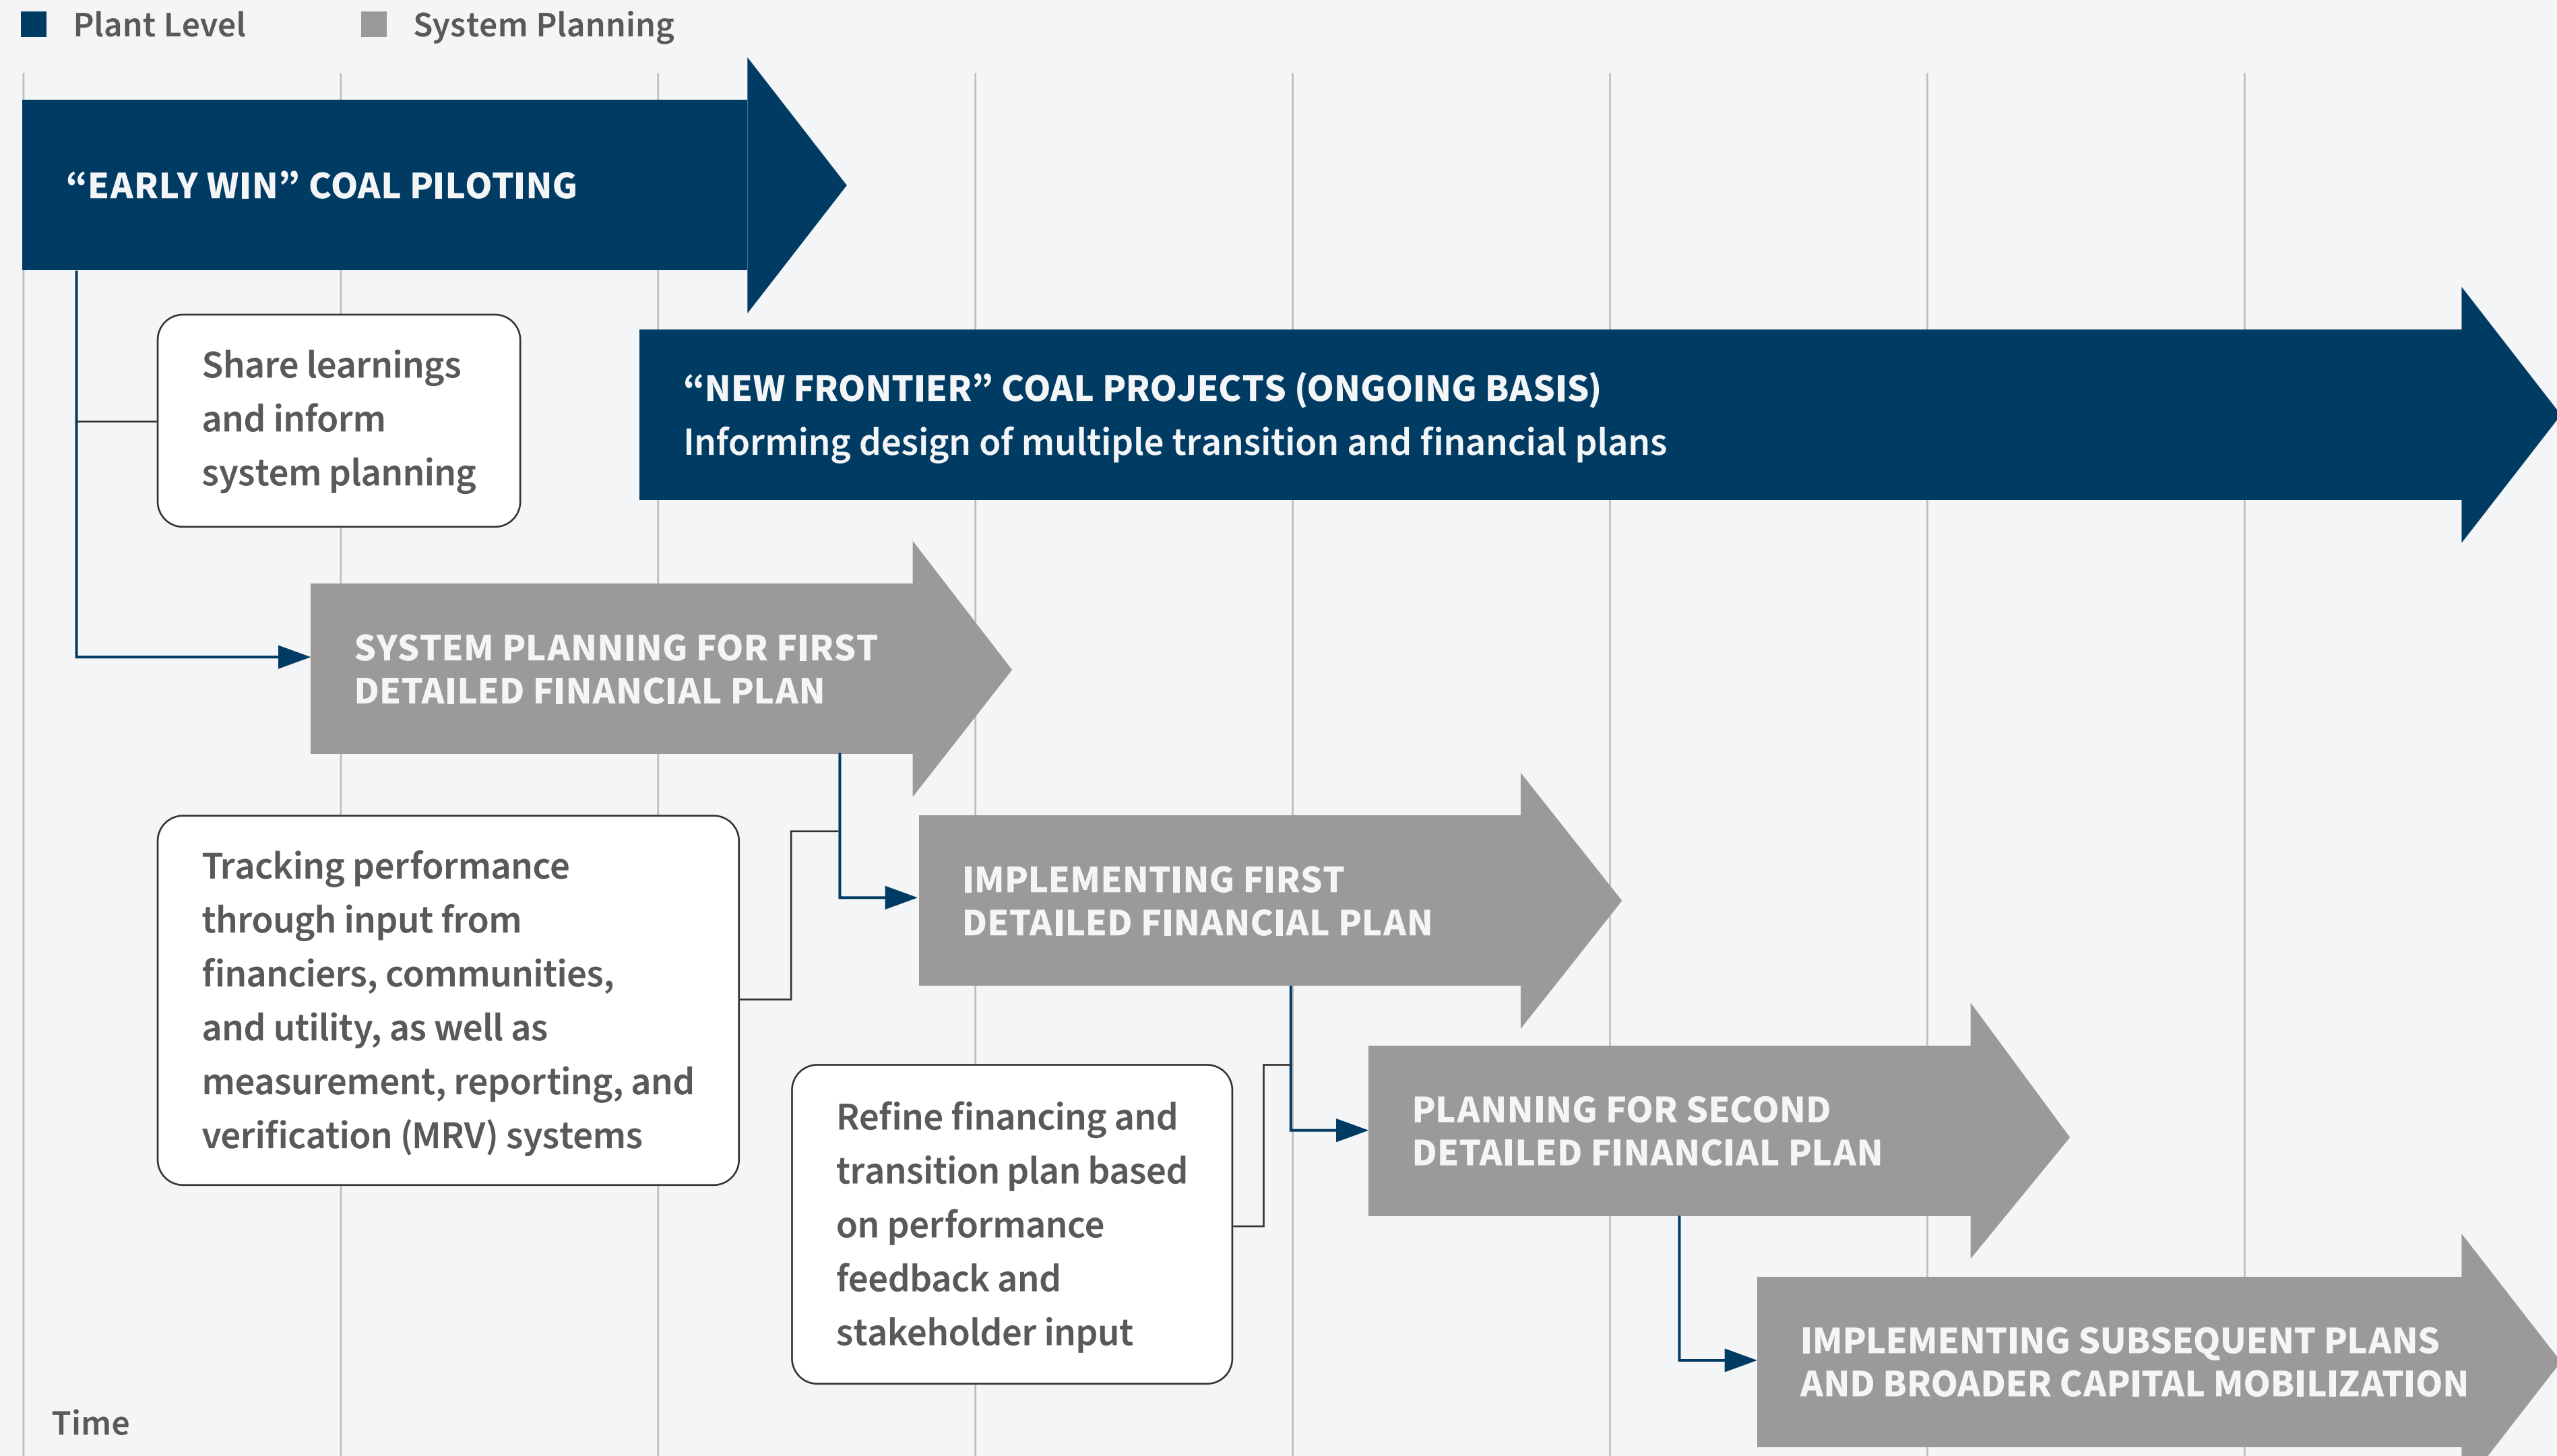 Plant Level
System Planning
“EARLY WIN” COAL PILOTING
Share learnings
and inform
system planning
“NEW FRONTIER” COAL PROJECTS (ONGOING BASIS)
Informing design of multiple transition and financial plans
SYSTEM PLANNING FOR FIRST
DETAILED FINANCIAL PLAN
Tracking performance
through input from
financiers, communities,
and utility, as well as
measurement, reporting, and
verification (MRV) systems
IMPLEMENTING FIRST
DETAILED FINANCIAL PLAN
Refine financing and
transition plan based
on performance
feedback and
stakeholder input
PLANNING FOR SECOND
DETAILED FINANCIAL PLAN
IMPLEMENTING SUBSEQUENT PLANS
AND BROADER CAPITAL MOBILIZATION
Time